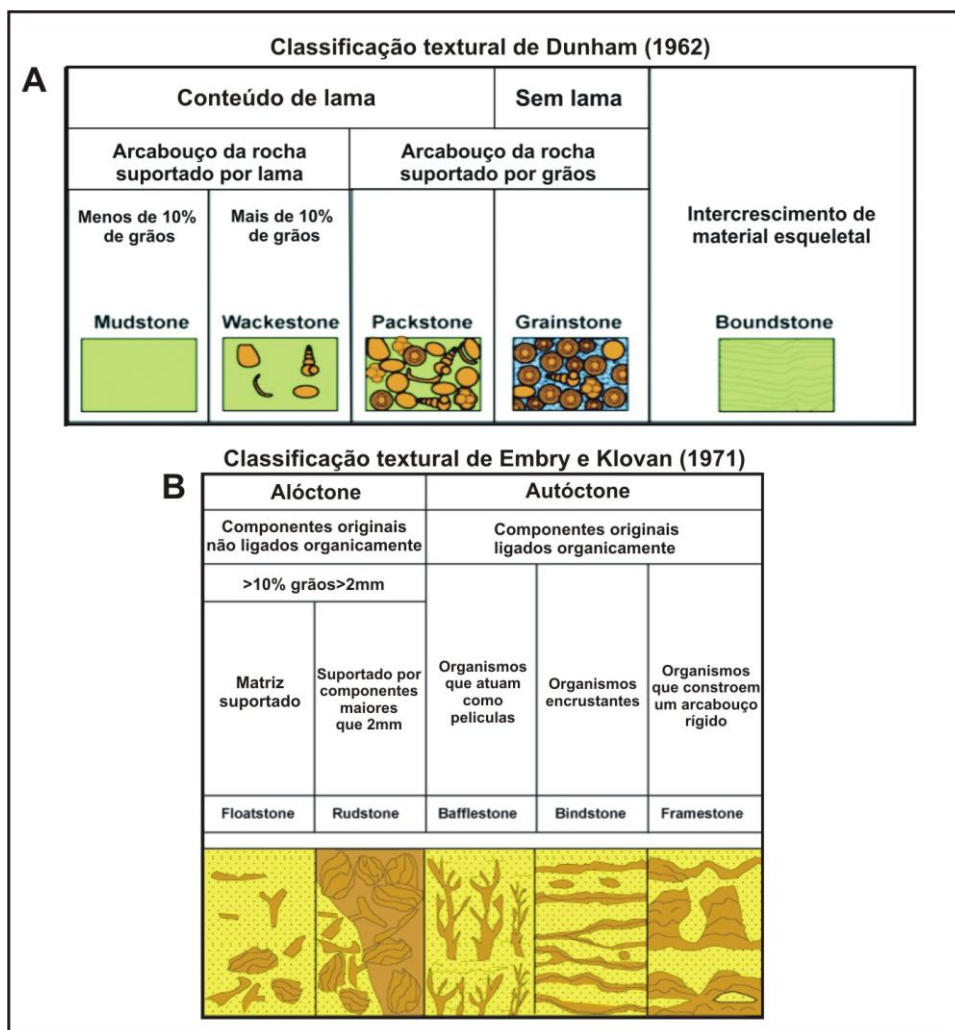 Classificação textural de Dunham (1962)
A
Conteúdo de lama
Sem lama
Arcabouço da rocha
suportado por lama
Arcabouço da rocha
suportado por grãos
Menos de 10%
de grãos
Mais de 10%
de grãos
Intercrescimento de
material esqueletal
Mudstone
Wackestone
Packstone
Grainstone
Boundstone
Classificação textural de Embry e Klovan (1971)
B
Alóctone
Autóctone
Componentes originais
não ligados organicamente
Componentes originais
ligados organicamente
>10% grãos>2mm
Matriz
suportado
Suportado por
componentes
maiores
que 2mm
Organismos
que atuam
como
peliculas
Organismos
encrustantes
Organismos
que constroem
um arcabouço
rígido
Floatstone
Rudstone
Bafflestone
Bindstone
Framestone